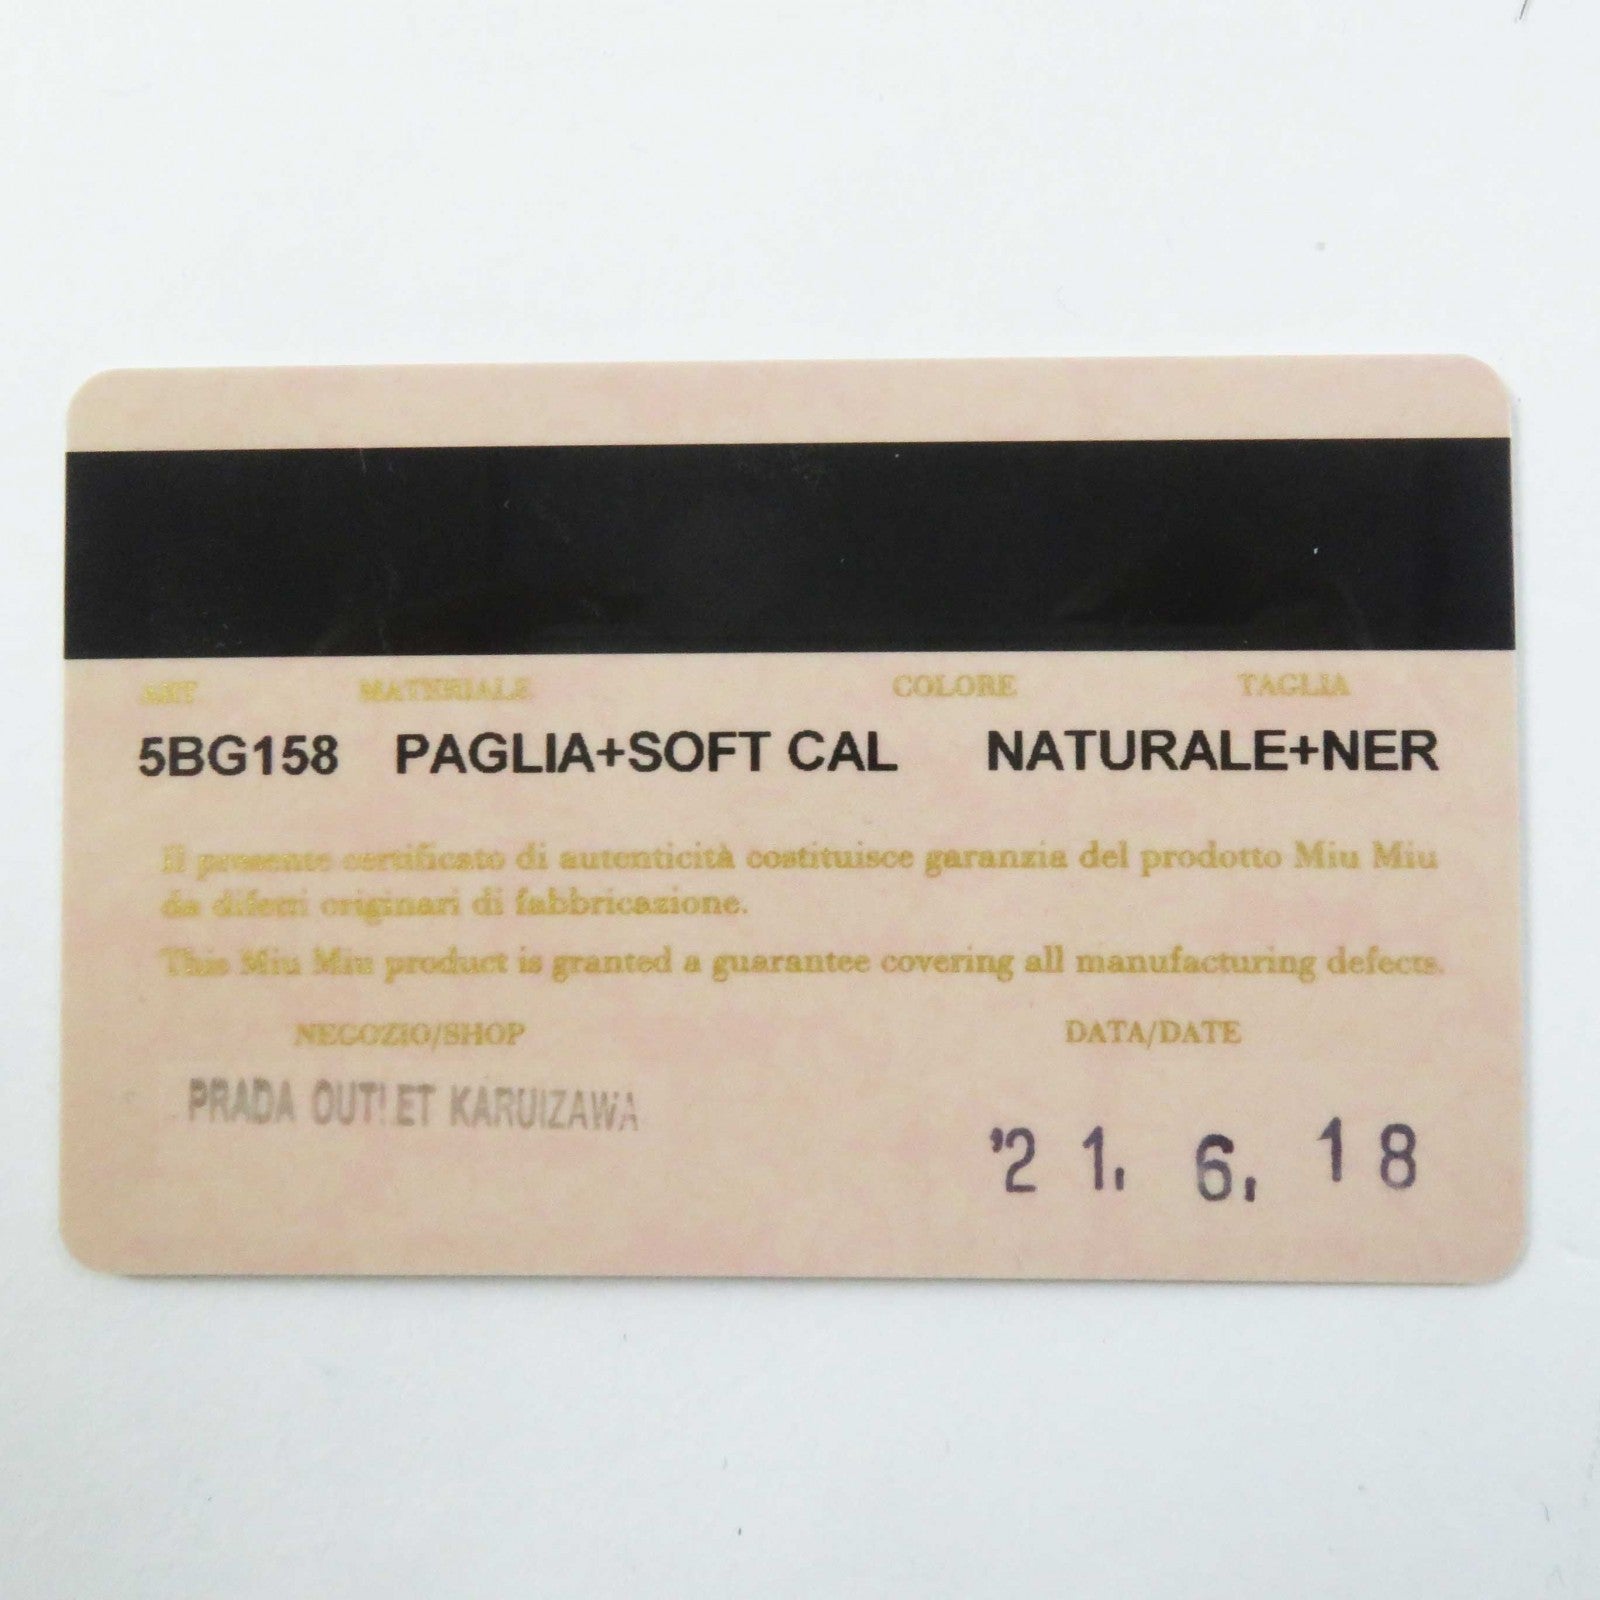 ART MATERIALE COLORE TAGLIA
5BG158 PAGLIA+SOFT CAL NATURALE+NER
Il presente certificato di autenticità costituisce garanzia del prodotto Miu Miu
da difetti originari di fabbricazione.
This Miu Miu product is granted a guarantee covering all manufacturing defects.
NEGOZIO/SHOP DATA/DATE
PRADA OUTLET KARUIZAWA
'21. 6. 18